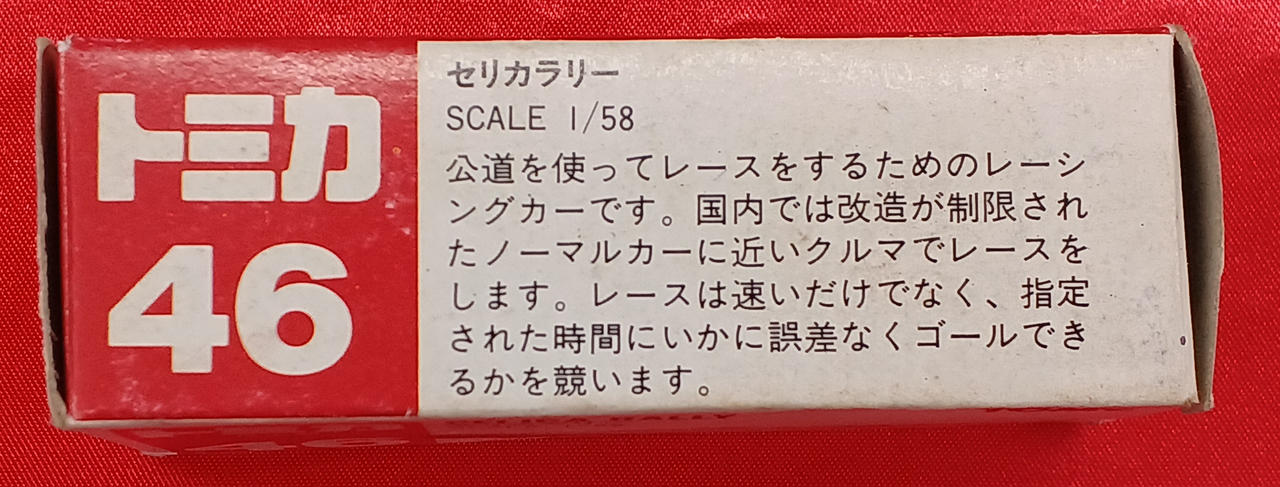 トミカ
46
セリカラリー
SCALE 1/58
公道を使ってレースをするためのレーシ
ングカーです。国内では改造が制限され
たノーマルカーに近いクルマでレースを
します。レースは速いだけでなく、指定
された時間にいかに誤差なくゴールでき
るかを競います。
46